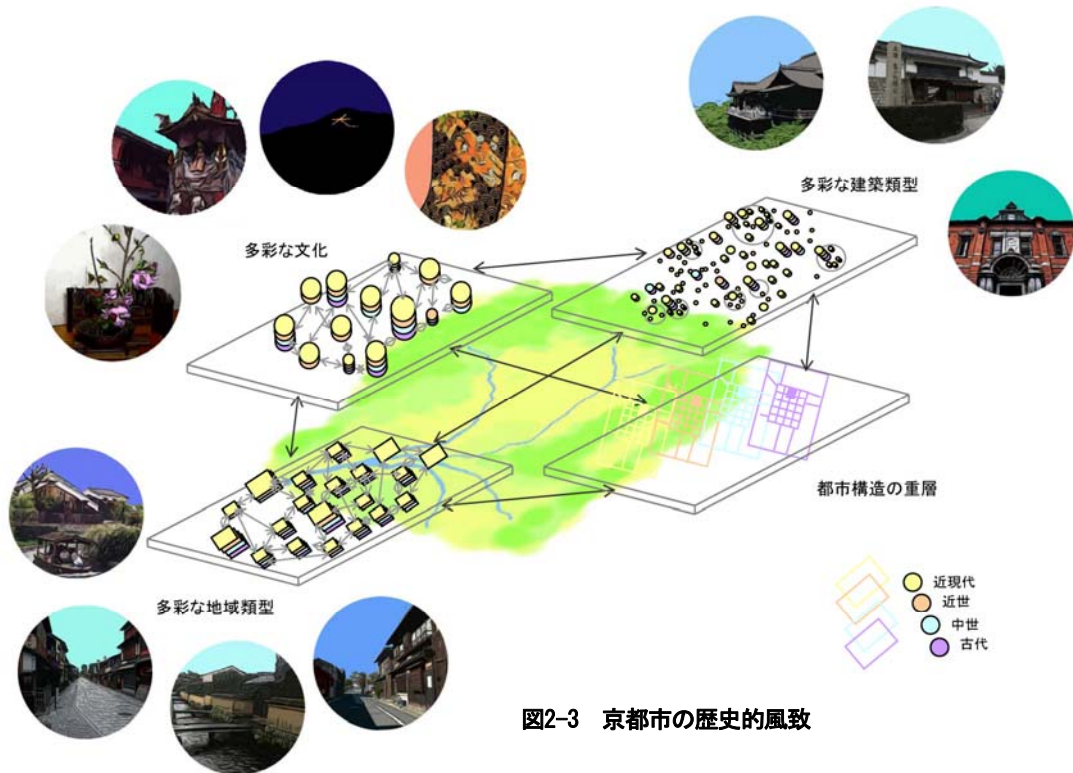 多彩な建築類型
多彩な文化
都市構造の重層
多彩な地域類型
近現代
近世
中世
古代
図2-3 京都市の歴史的風致